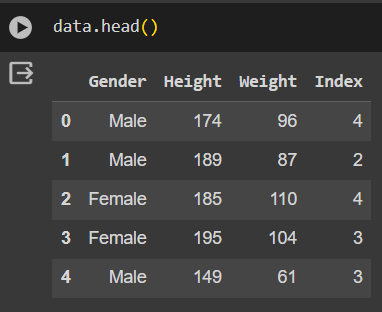 data.head()
Gender Height Weight Index
0 Male 174 96 4
1 Male 189 87 2
2 Female 185 110 4
3 Female 195 104 3
4 Male 149 61 3